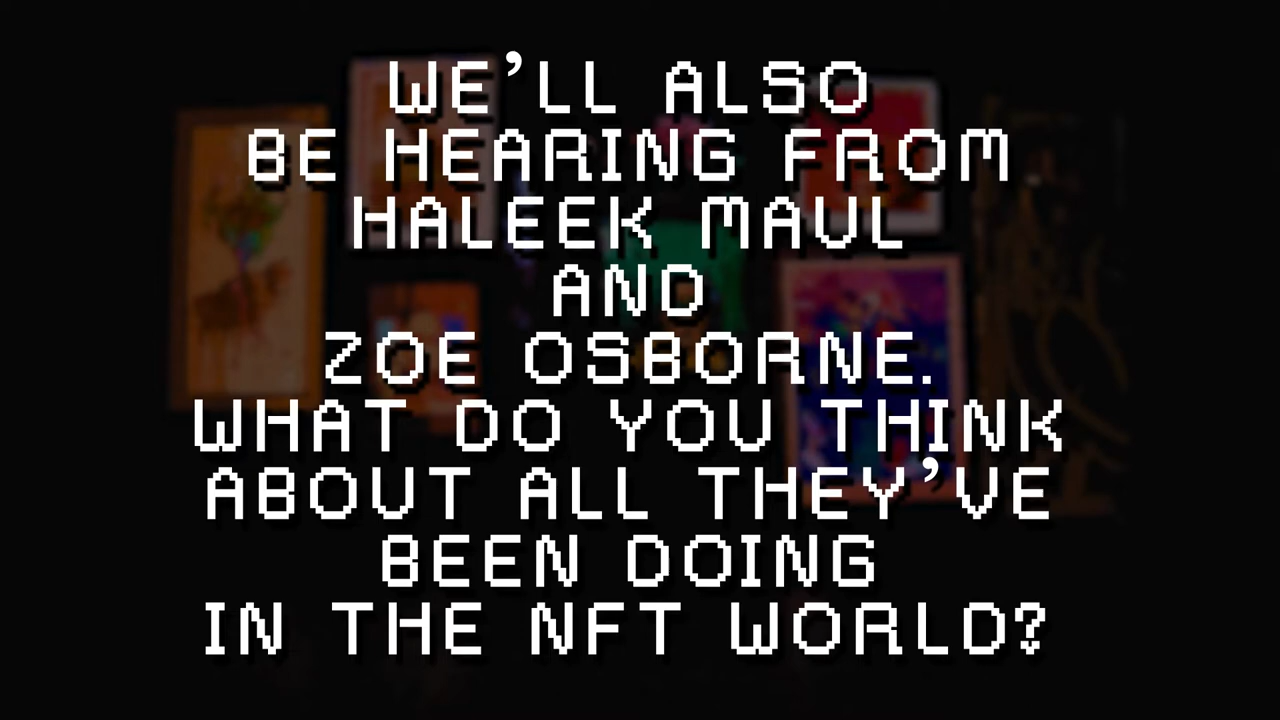 WE'LL ALSO
BE HEARING FROM
HALEEK MAUL
AND
ZOE OSBORNE.
WHAT DO YOU THINK
ABOUT ALL THEY'VE
BEEN DOING
IN THE NFT WORLD?